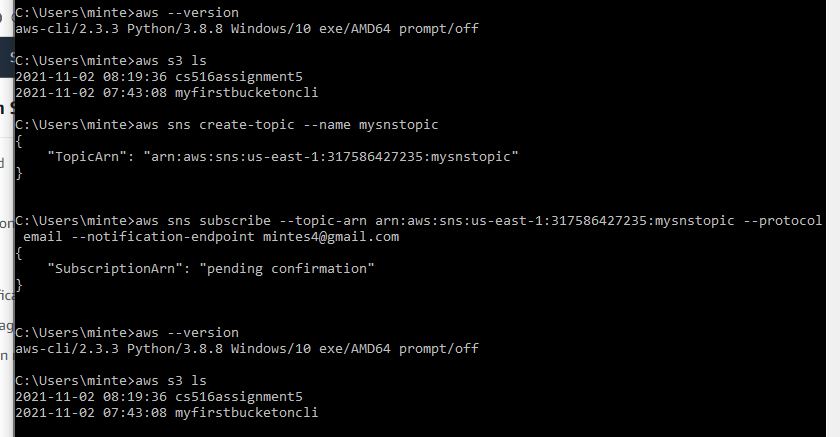 C:\Users\minte>aws --version
aws-cli/2.3.3 Python/3.8.8 Windows/10 exe/AMD64 prompt/off
C:\Users\minte>aws s3 ls
2021-11-02 08:19:36 cs516assignment5
2021-11-02 07:43:08 myfirstbucketoncli
C:\Users\minte>aws sns create-topic --name mysnstopic
{
    "TopicArn": "arn:aws:sns:us-east-1:317586427235:mysnstopic"
}
C:\Users\minte>aws sns subscribe --topic-arn arn:aws:sns:us-east-1:317586427235:mysnstopic --protocol
 email --notification-endpoint mintes4@gmail.com
{
    "SubscriptionArn": "pending confirmation"
}
C:\Users\minte>aws --version
aws-cli/2.3.3 Python/3.8.8 Windows/10 exe/AMD64 prompt/off
C:\Users\minte>aws s3 ls
2021-11-02 08:19:36 cs516assignment5
2021-11-02 07:43:08 myfirstbucketoncli